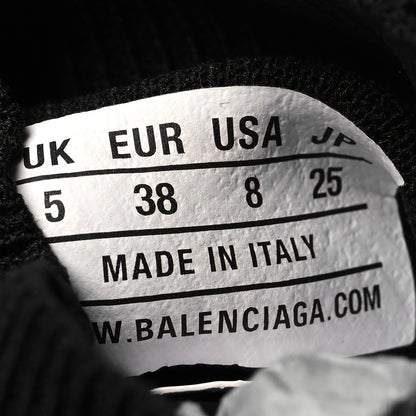 UK EUR USA JP
5 38 8 25
MADE IN ITALY
W.BALENCIAGA.COM